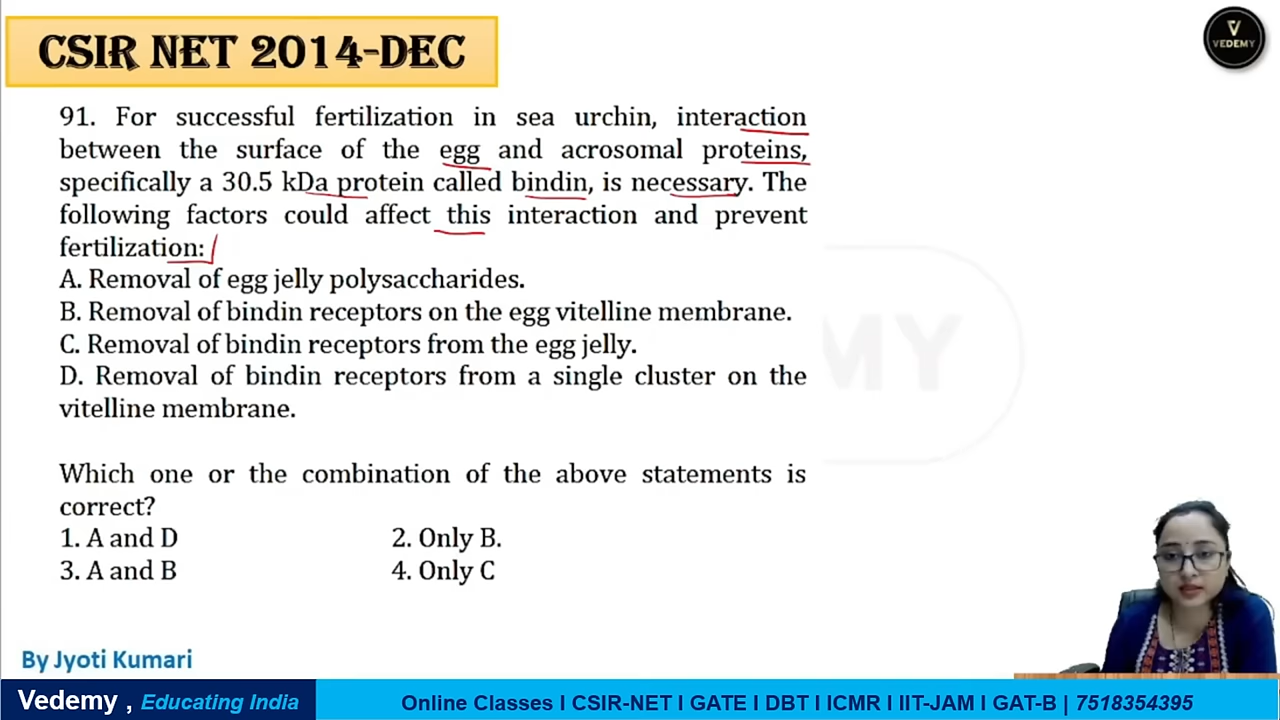 CSIR NET 2014-DEC
V
VEDEMY
91. For successful fertilization in sea urchin, interaction
between the surface of the egg and acrosomal proteins,
specifically a 30.5 kDa protein called bindin, is necessary. The
following factors could affect this interaction and prevent
fertilization:
A. Removal of egg jelly polysaccharides.
B. Removal of bindin receptors on the egg vitelline membrane.
C. Removal of bindin receptors from the egg jelly.
D. Removal of bindin receptors from a single cluster on the
vitelline membrane.
MY
Which one or the combination of the above statements is
correct?
1. A and D 2. Only B.
3. A and B 4. Only C
By Jyoti Kumari
Vedemy , Educating India Online Classes I CSIR-NET I GATE I DBT I ICMR I IIT-JAM I GAT-B | 7518354395